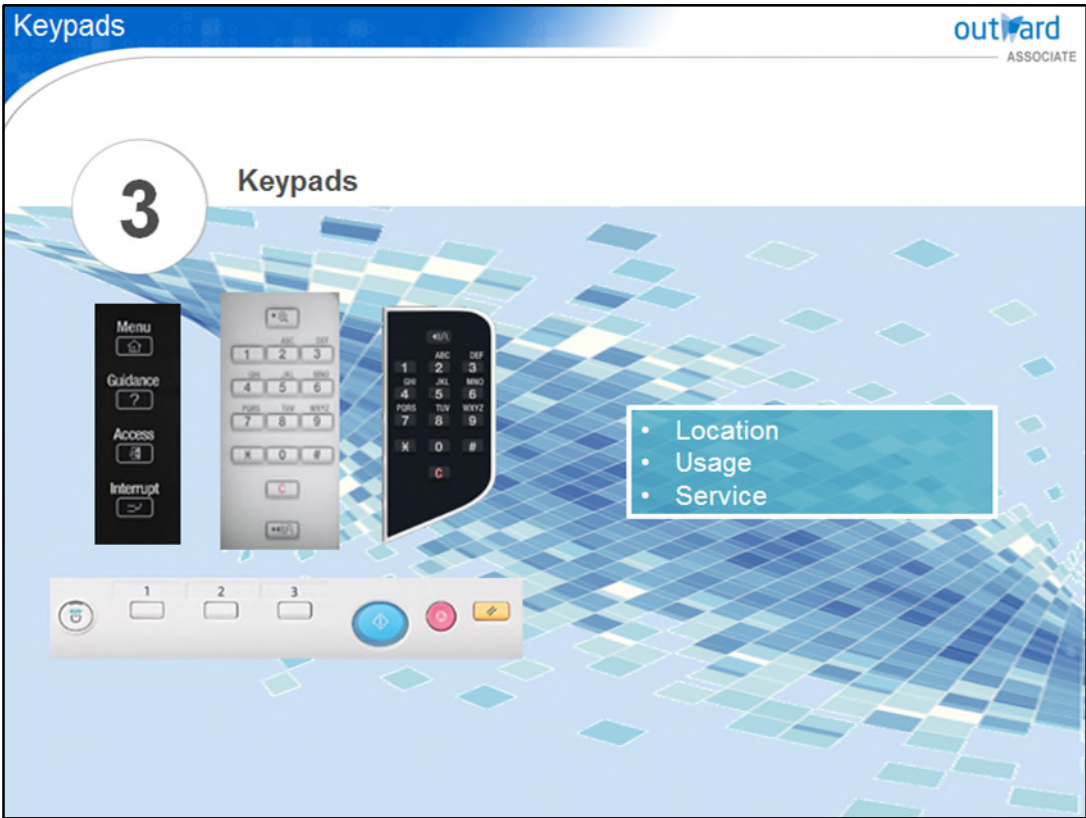 Keypads
outward
ASSOCIATE
3
Keypads
Menu
Guidance
?
Access
Interrupt
ABC DEF
1 2 3
GHI JKL MNO
4 5 6
PQRS TUV WXYZ
7 8 9
* 0 #
C
ABC DEF
1 2 3
GHI JKL MNO
4 5 6
PQRS TUV WXYZ
7 8 9
* 0 #
C
• Location
• Usage
• Service
1 2 3